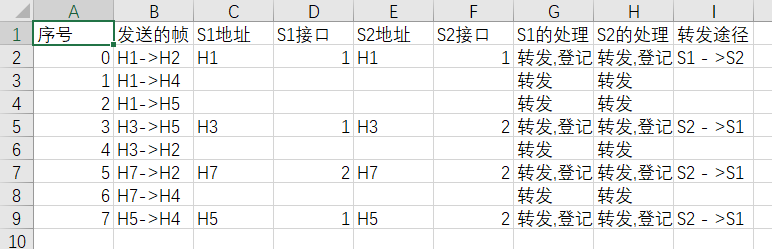 A B C D E F G H I
1 序号 发送的帧 S1地址 S1接口 S2地址 S2接口 S1的处理 S2的处理 转发途径
2 0 H1->H2 H1 1 H1 1 转发,登记 转发,登记 S1 - >S2
3 1 H1->H4 转发 转发
4 2 H1->H5 转发 转发
5 3 H3->H5 H3 1 H3 2 转发,登记 转发,登记 S2 - >S1
6 4 H3->H2 转发 转发
7 5 H7->H2 H7 2 H7 2 转发,登记 转发,登记 S2 - >S1
8 6 H7->H4 转发 转发
9 7 H5->H4 H5 1 H5 2 转发,登记 转发,登记 S2 - >S1
10